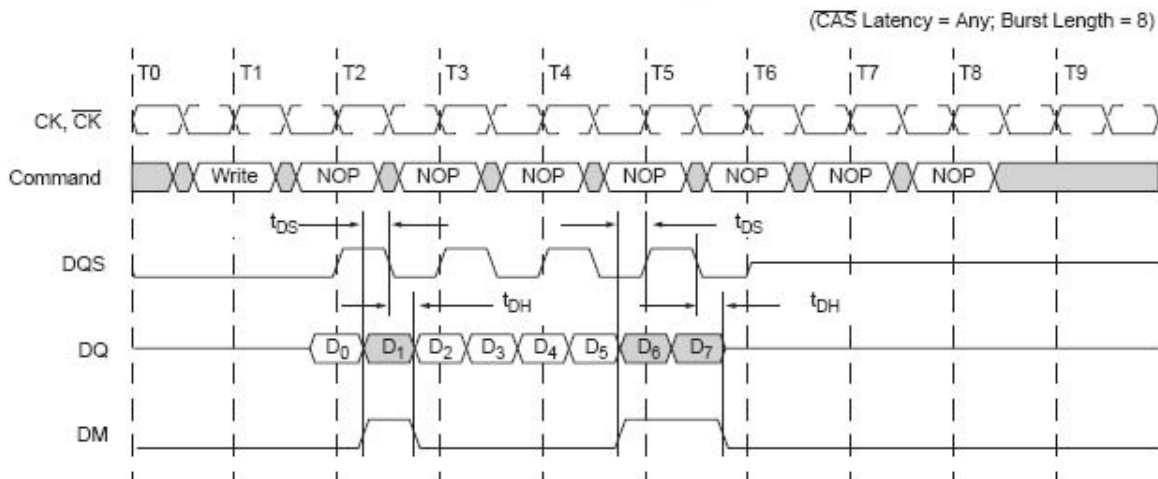 (C̅A̅S̅ Latency = Any; Burst Length = 8)
T0 T1 T2 T3 T4 T5 T6 T7 T8 T9
CK, C̅K̅
Command Write NOP NOP NOP NOP NOP NOP NOP
tDS tDS
DQS
tDH tDH
DQ D0 D1 D2 D3 D4 D5 D6 D7
DM